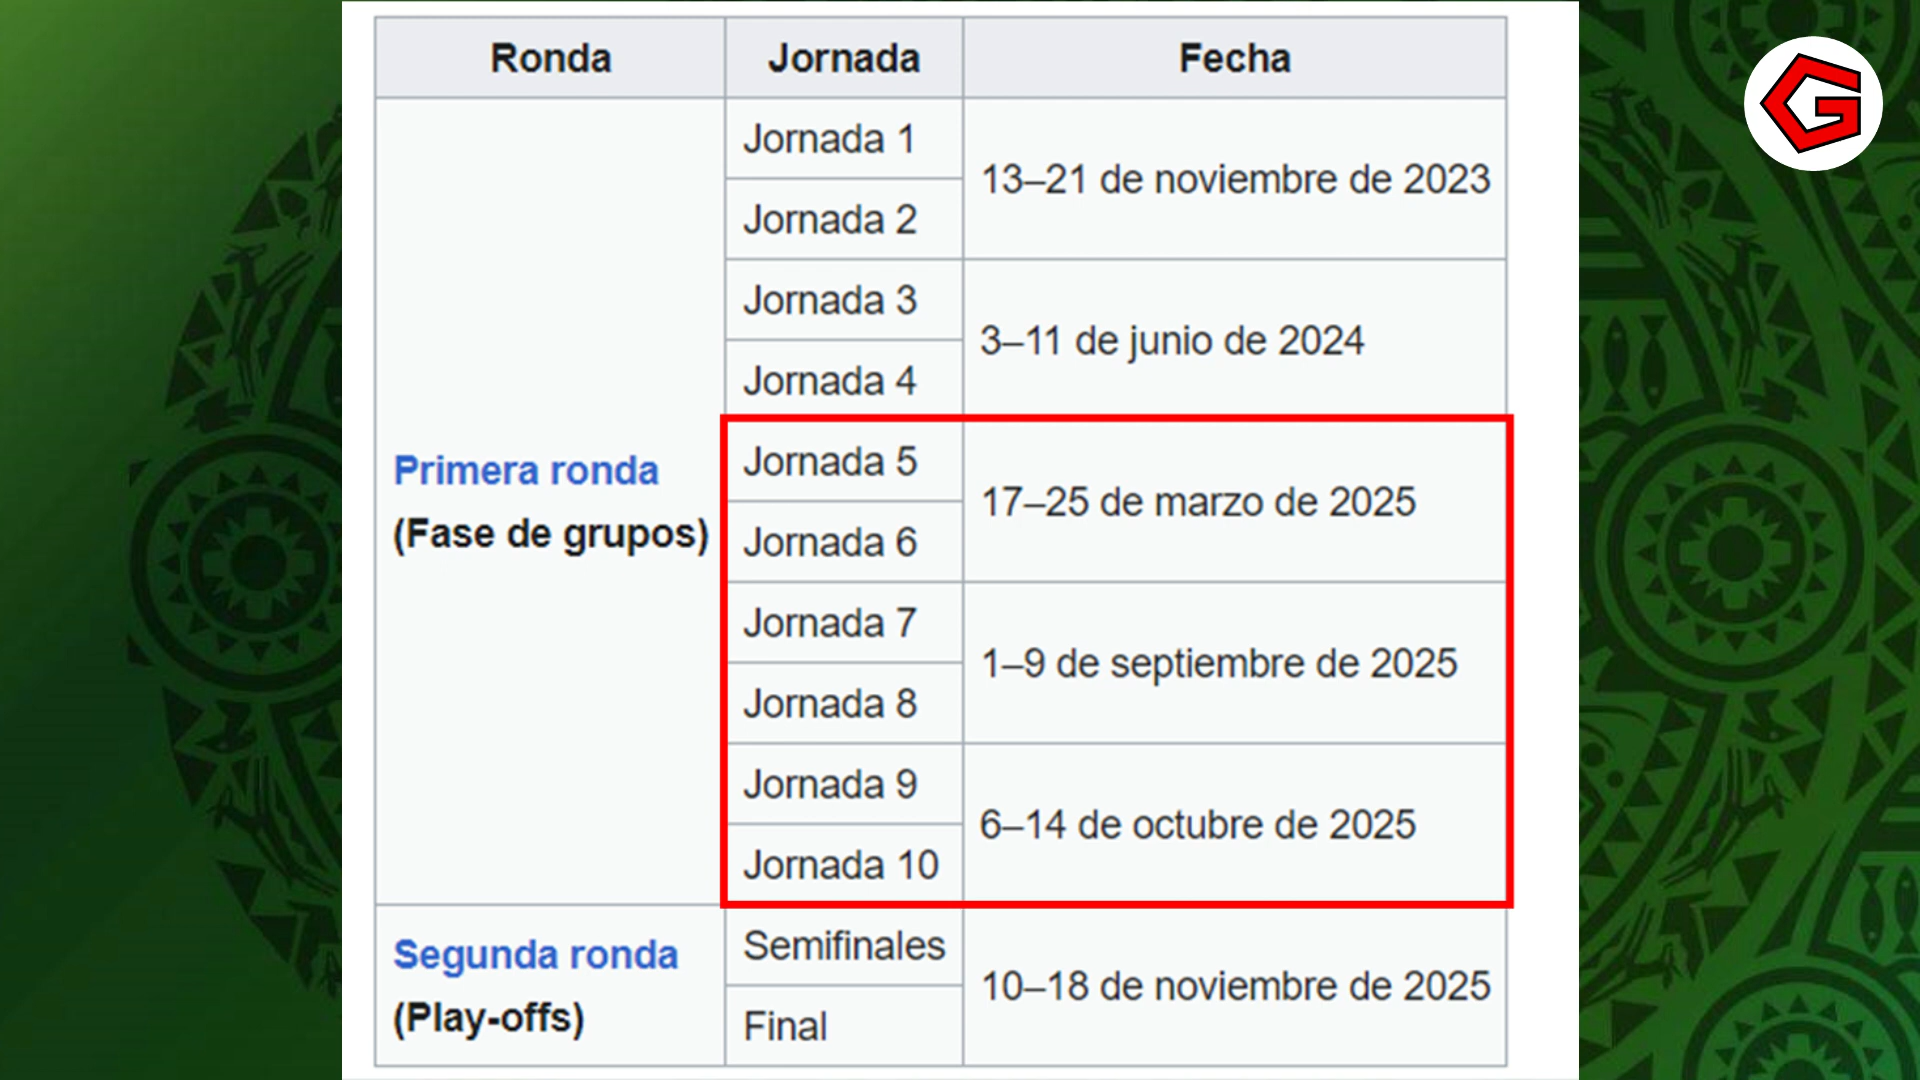 Ronda Jornada Fecha
Jornada 1
13–21 de noviembre de 2023
Jornada 2
Jornada 3
3–11 de junio de 2024
Jornada 4
Primera ronda
(Fase de grupos)
Jornada 5
17–25 de marzo de 2025
Jornada 6
Jornada 7
1–9 de septiembre de 2025
Jornada 8
Jornada 9
6–14 de octubre de 2025
Jornada 10
Segunda ronda
(Play-offs)
Semifinales
10–18 de noviembre de 2025
Final
G